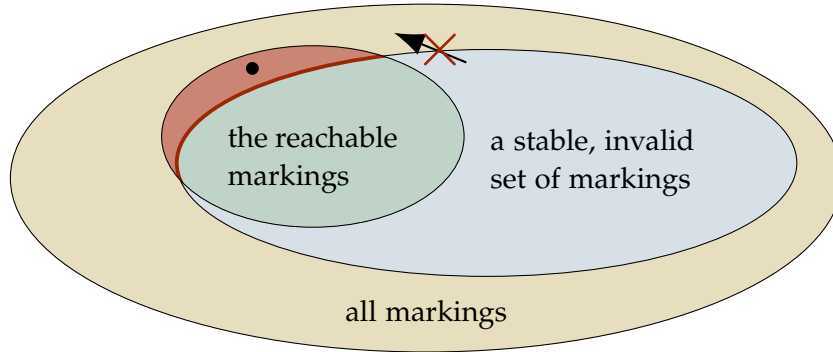 the reachable
markings
a stable, invalid
set of markings
all markings